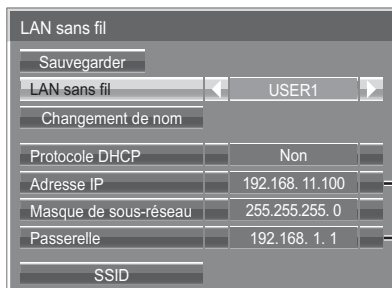 LAN sans fil
Sauvegarder
LAN sans fil USER1
Changement de nom
Protocole DHCP Non
Adresse IP 192.168. 11.100
Masque de sous-réseau 255.255.255. 0
Passerelle 192.168. 1. 1
SSID